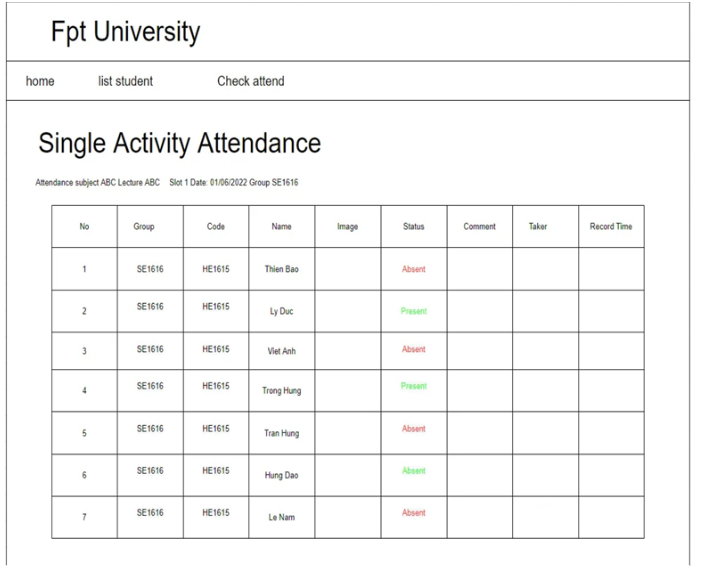 Fpt University
home list student Check attend
Single Activity Attendance
Attendance subject ABC Lecture ABC Slot 1 Date: 01/06/2022 Group SE1616
No Group Code Name Image Status Comment Taker Record Time
1 SE1616 HE1615 Thien Bao Absent
2 SE1616 HE1615 Ly Duc Present
3 SE1616 HE1615 Viet Anh Absent
4 SE1616 HE1615 Trong Hung Present
5 SE1616 HE1615 Tran Hung Absent
6 SE1616 HE1615 Hung Dao Absent
7 SE1616 HE1615 Le Nam Absent